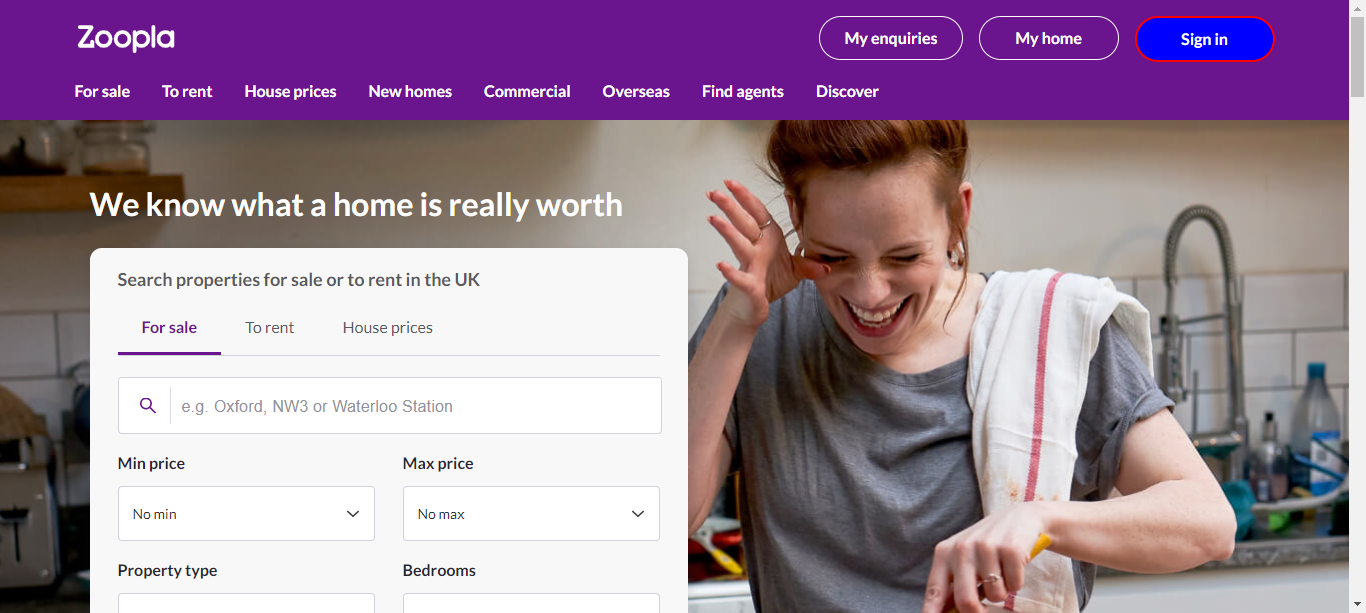 Zoopla
My enquiries
My home
Sign in
For sale
To rent
House prices
New homes
Commercial
Overseas
Find agents
Discover
We know what a home is really worth
Search properties for sale or to rent in the UK
For sale
To rent
House prices
e.g. Oxford, NW3 or Waterloo Station
Min price
Max price
No min
No max
Property type
Bedrooms